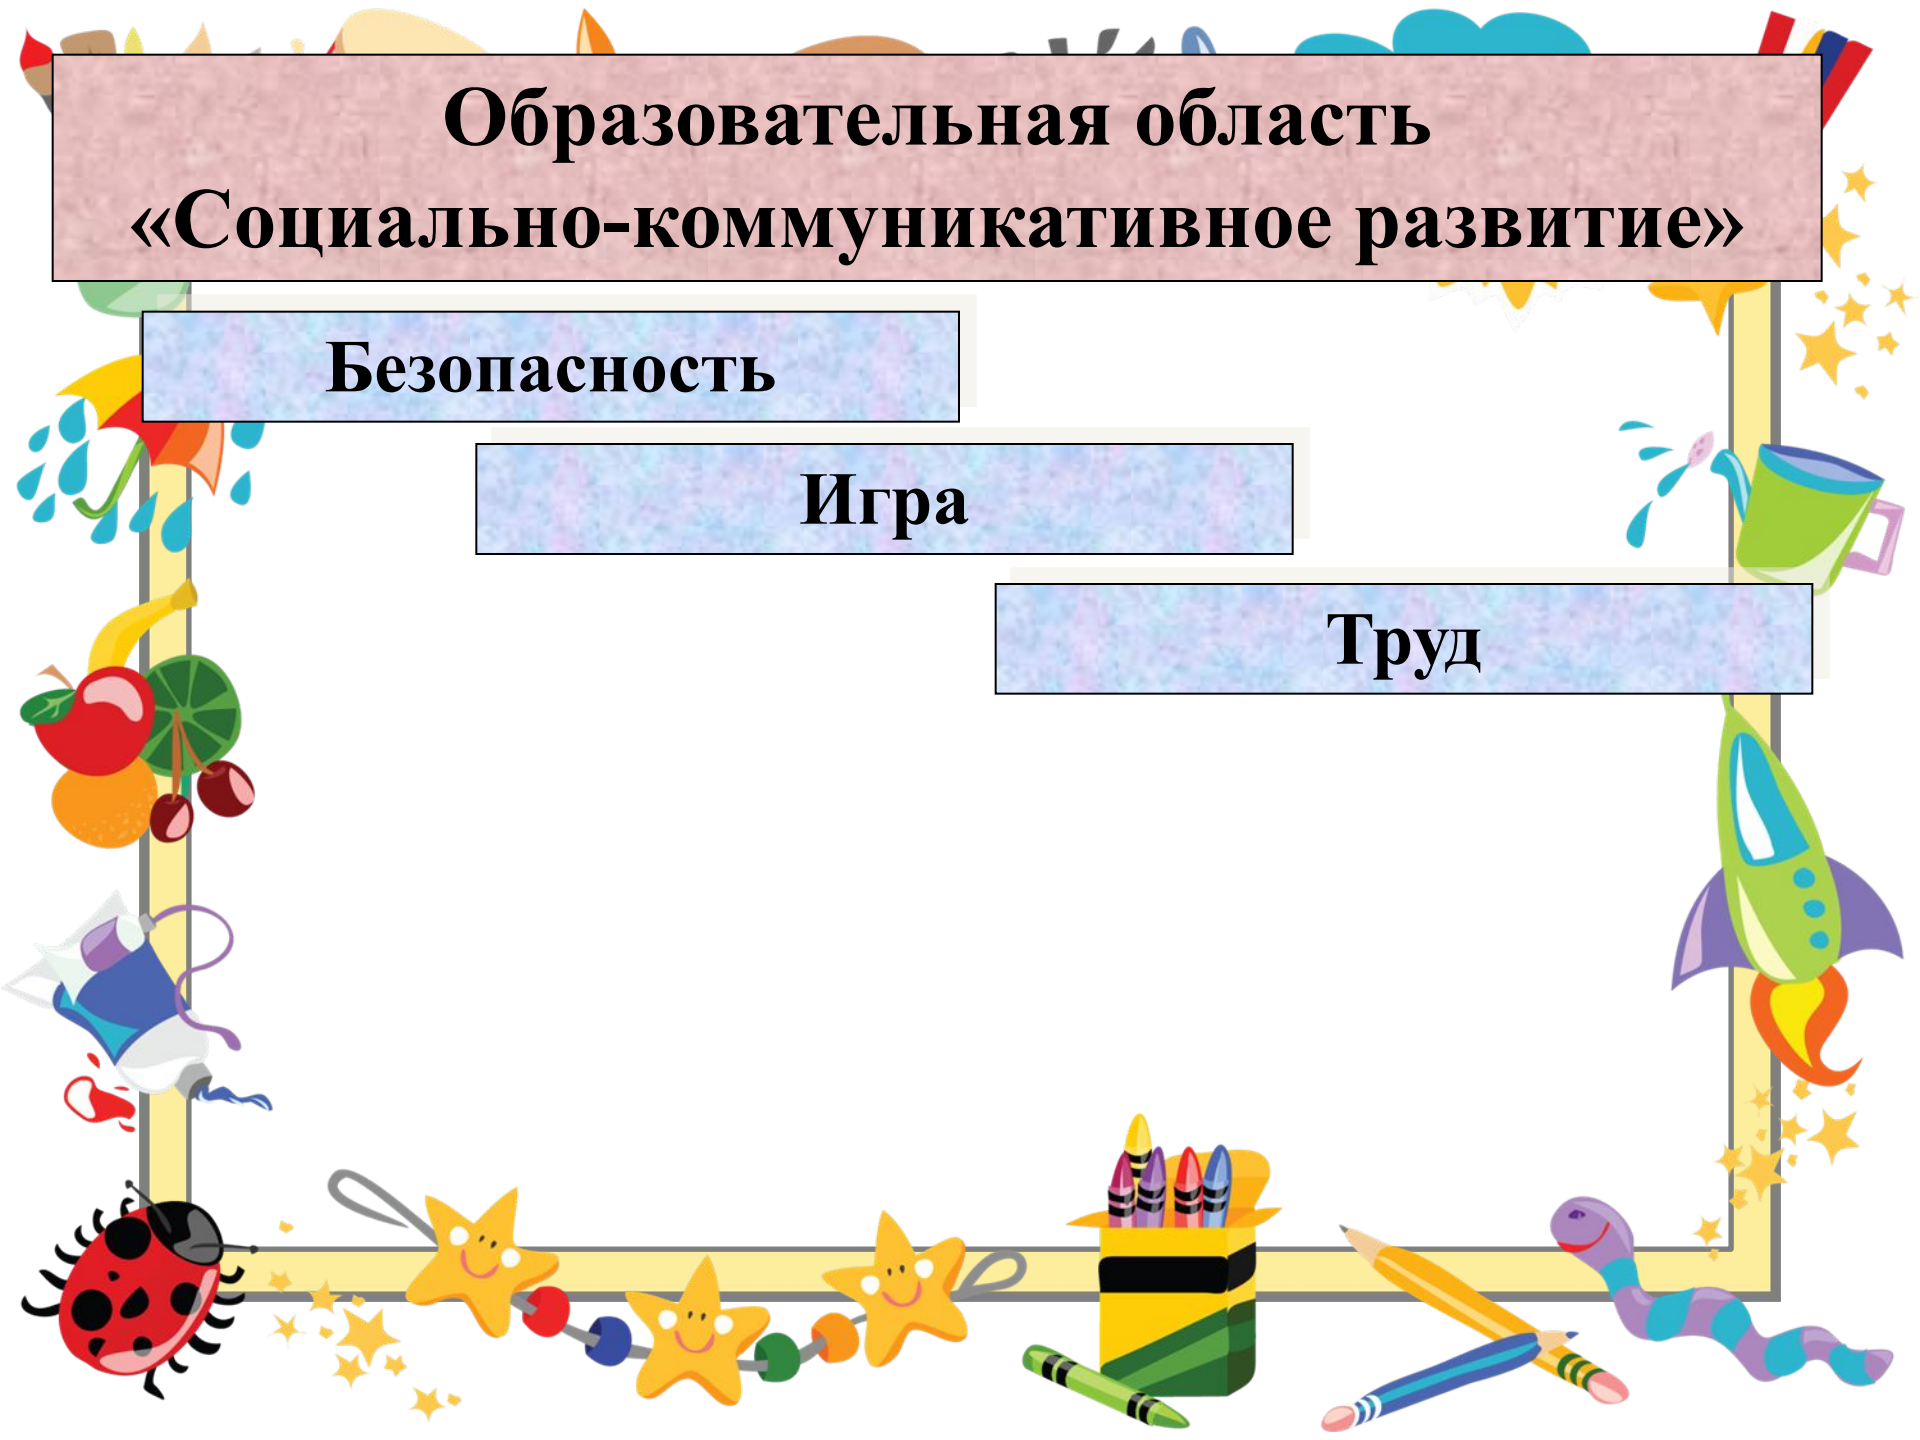 Образовательная область
«Социально-коммуникативное развитие»
Безопасность
Игра
Труд